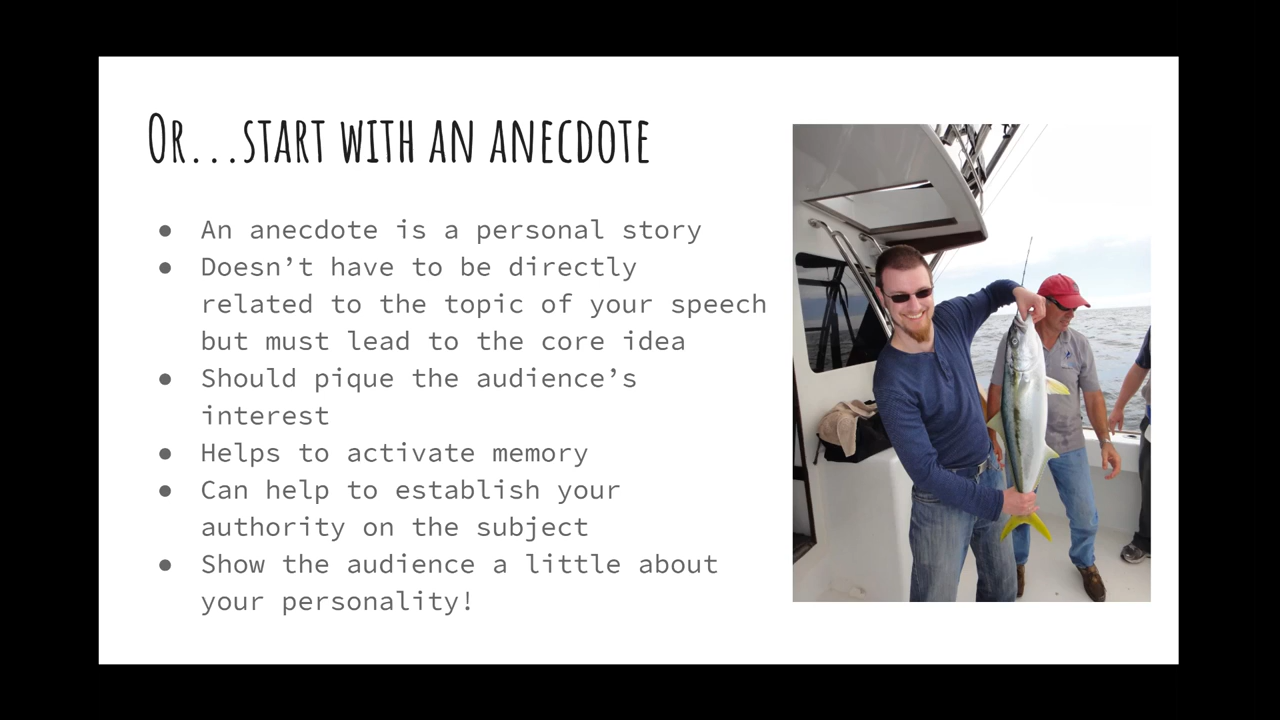 Or...start with an anecdote
● An anecdote is a personal story
● Doesn’t have to be directly
related to the topic of your speech
but must lead to the core idea
● Should pique the audience’s
interest
● Helps to activate memory
● Can help to establish your
authority on the subject
● Show the audience a little about
your personality!